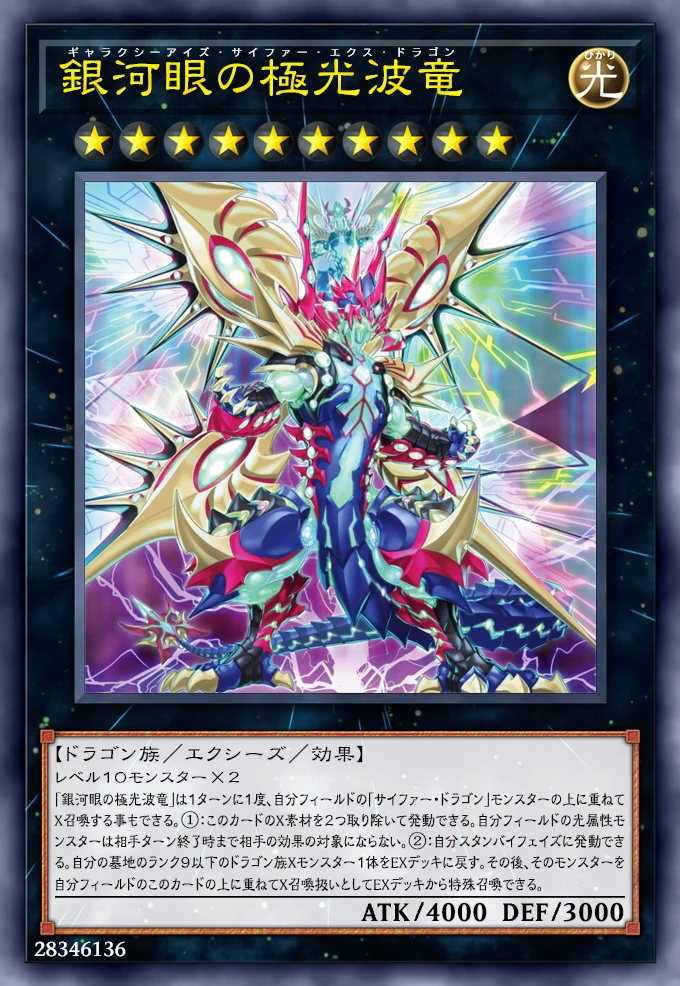 ギャラクシーアイズ・サイファー・エクス・ドラゴン
銀河眼の極光波竜
ひかり
光
【ドラゴン族／エクシーズ／効果】
レベル10モンスター×2
「銀河眼の極光波竜」は1ターンに1度、自分フィールドの「サイファー・ドラゴン」モンスターの上に重ねて
X召喚する事もできる。①：このカードのX素材を2つ取り除いて発動できる。自分フィールドの光属性モ
ンスターは相手ターン終了時まで相手の効果の対象にならない。②：自分スタンバイフェイズに発動でき
る。自分の墓地のランク9以下のドラゴン族Xモンスター1体をEXデッキに戻す。その後、そのモンスターを
自分フィールドのこのカードの上に重ねてX召喚扱いとしてEXデッキから特殊召喚できる。
ATK/4000 DEF/3000
28346136